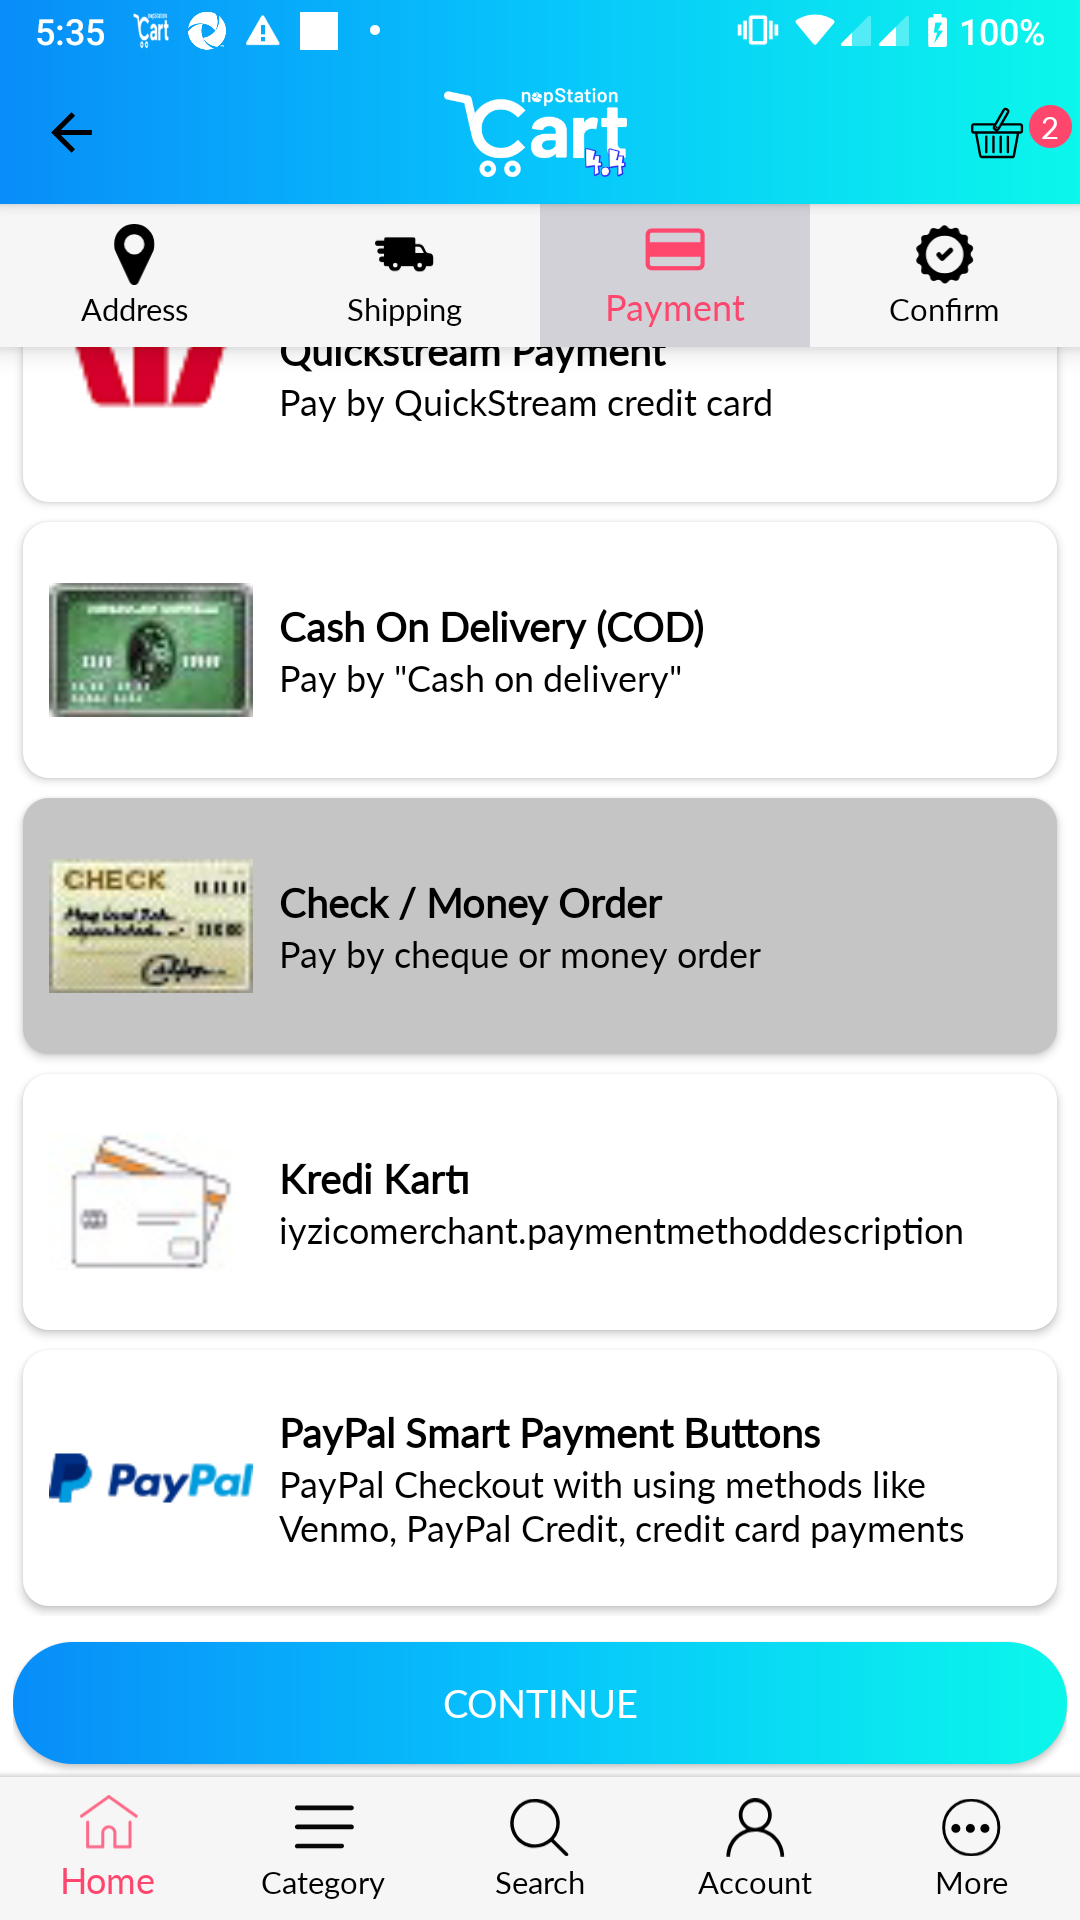 5:35
100%
nopStation
Cart
4.4
2
Address
Shipping
Payment
Confirm
Quickstream Payment
Pay by QuickStream credit card
Cash On Delivery (COD)
Pay by "Cash on delivery"
CHECK
Check / Money Order
Pay by cheque or money order
Kredi Kartı
iyzicomerchant.paymentmethoddescription
PayPal
PayPal Smart Payment Buttons
PayPal Checkout with using methods like
Venmo, PayPal Credit, credit card payments
CONTINUE
Home
Category
Search
Account
More